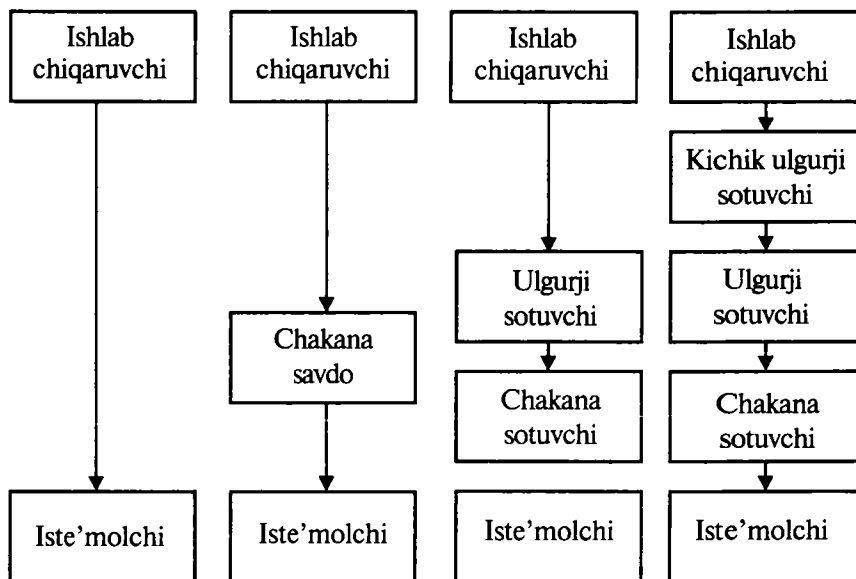 Ishlab
chiqaruvchi
Ishlab
chiqaruvchi
Ishlab
chiqaruvchi
Ishlab
chiqaruvchi
Kichik ulgurji
sotuvchi
Ulgurji
sotuvchi
Ulgurji
sotuvchi
Chakana
savdo
Chakana
sotuvchi
Chakana
sotuvchi
Iste’molchi
Iste’molchi
Iste’molchi
Iste’molchi